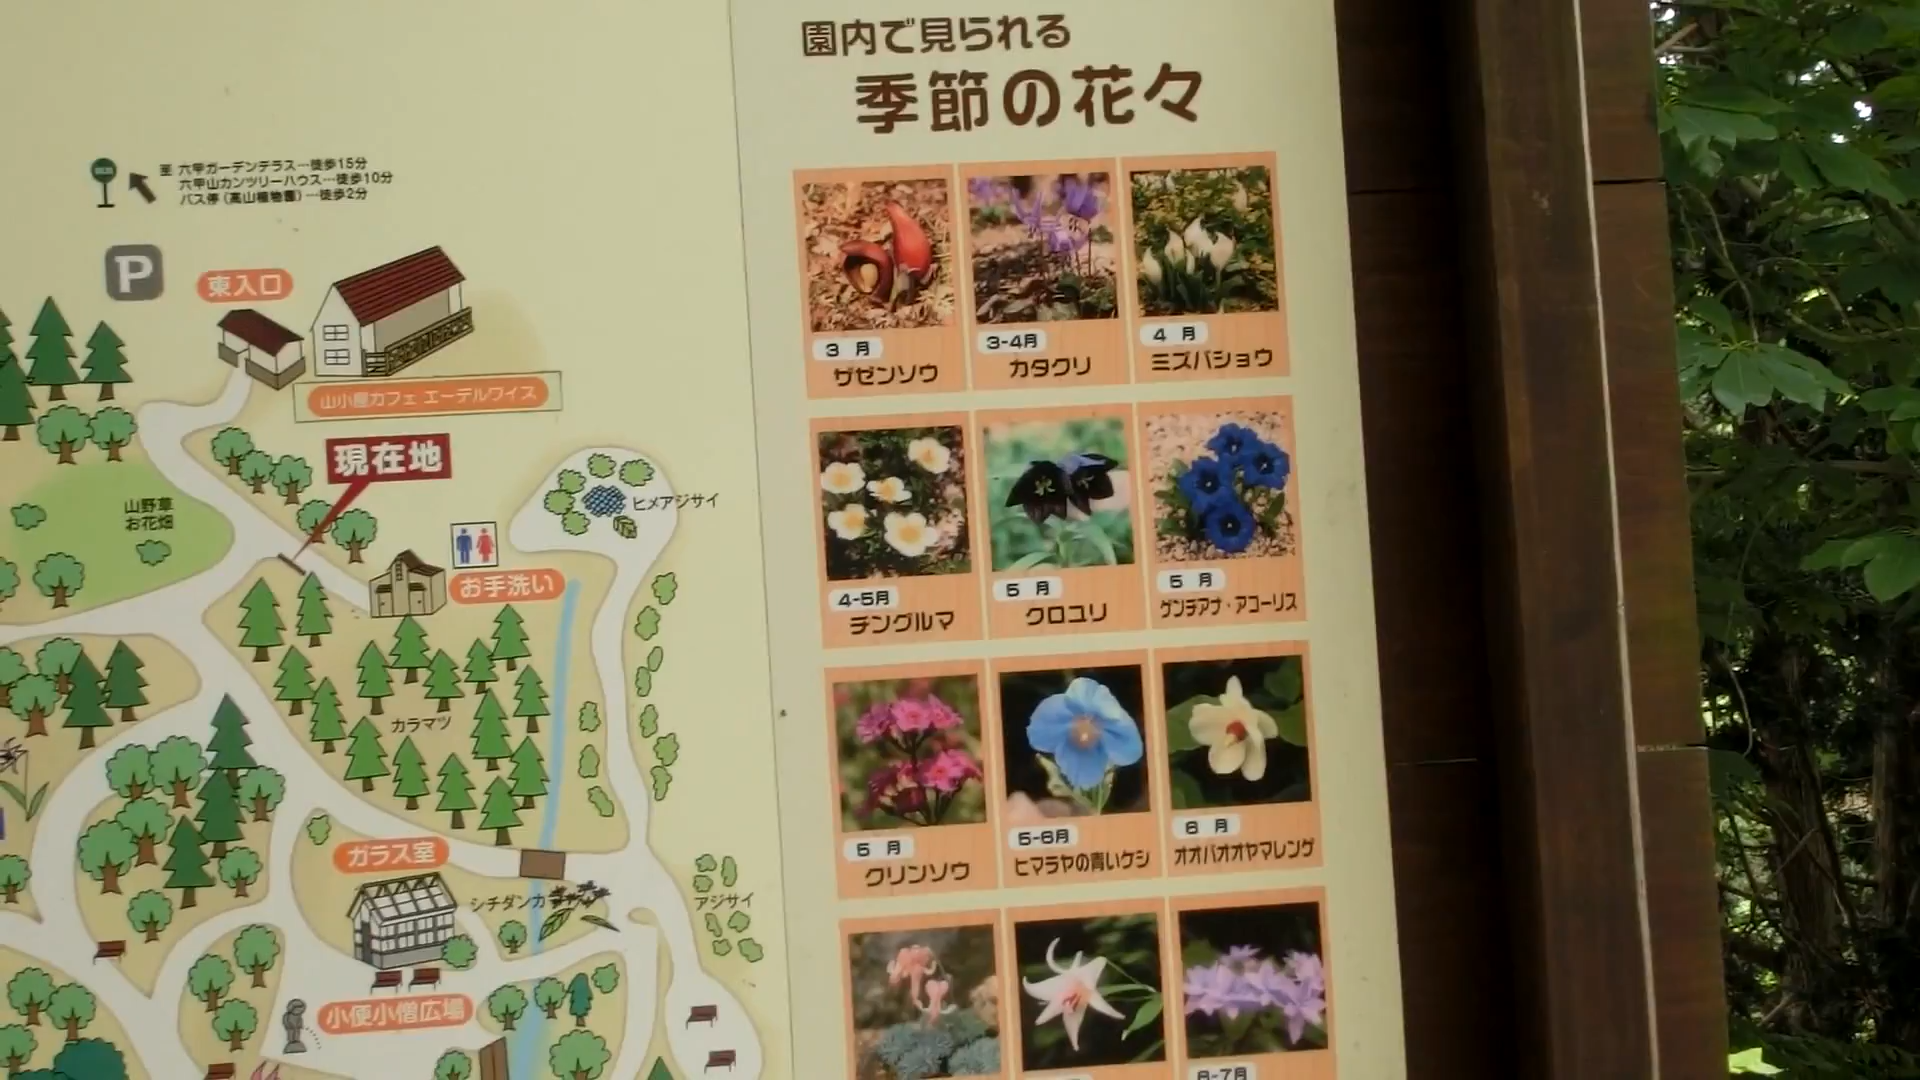 園内で見られる
季節の花々
至 六甲ガーデンテラス…徒歩15分
六甲山カンツリーハウス…徒歩10分
バス停(高山植物園)…徒歩2分
P
東入口
山小屋カフェ エーデルワイス
現在地
山野草
お花畑
ヒメアジサイ
お手洗い
カラマツ
ガラス室
シチダンカ
アジサイ
小便小僧広場
3 月
ザゼンソウ
3-4月
カタクリ
4 月
ミズバショウ
4-5月
チングルマ
5 月
クロユリ
5 月
ゲンチアナ・アコーリス
5 月
クリンソウ
5-6月
ヒマラヤの青いケシ
6 月
オオバオオヤマレンゲ